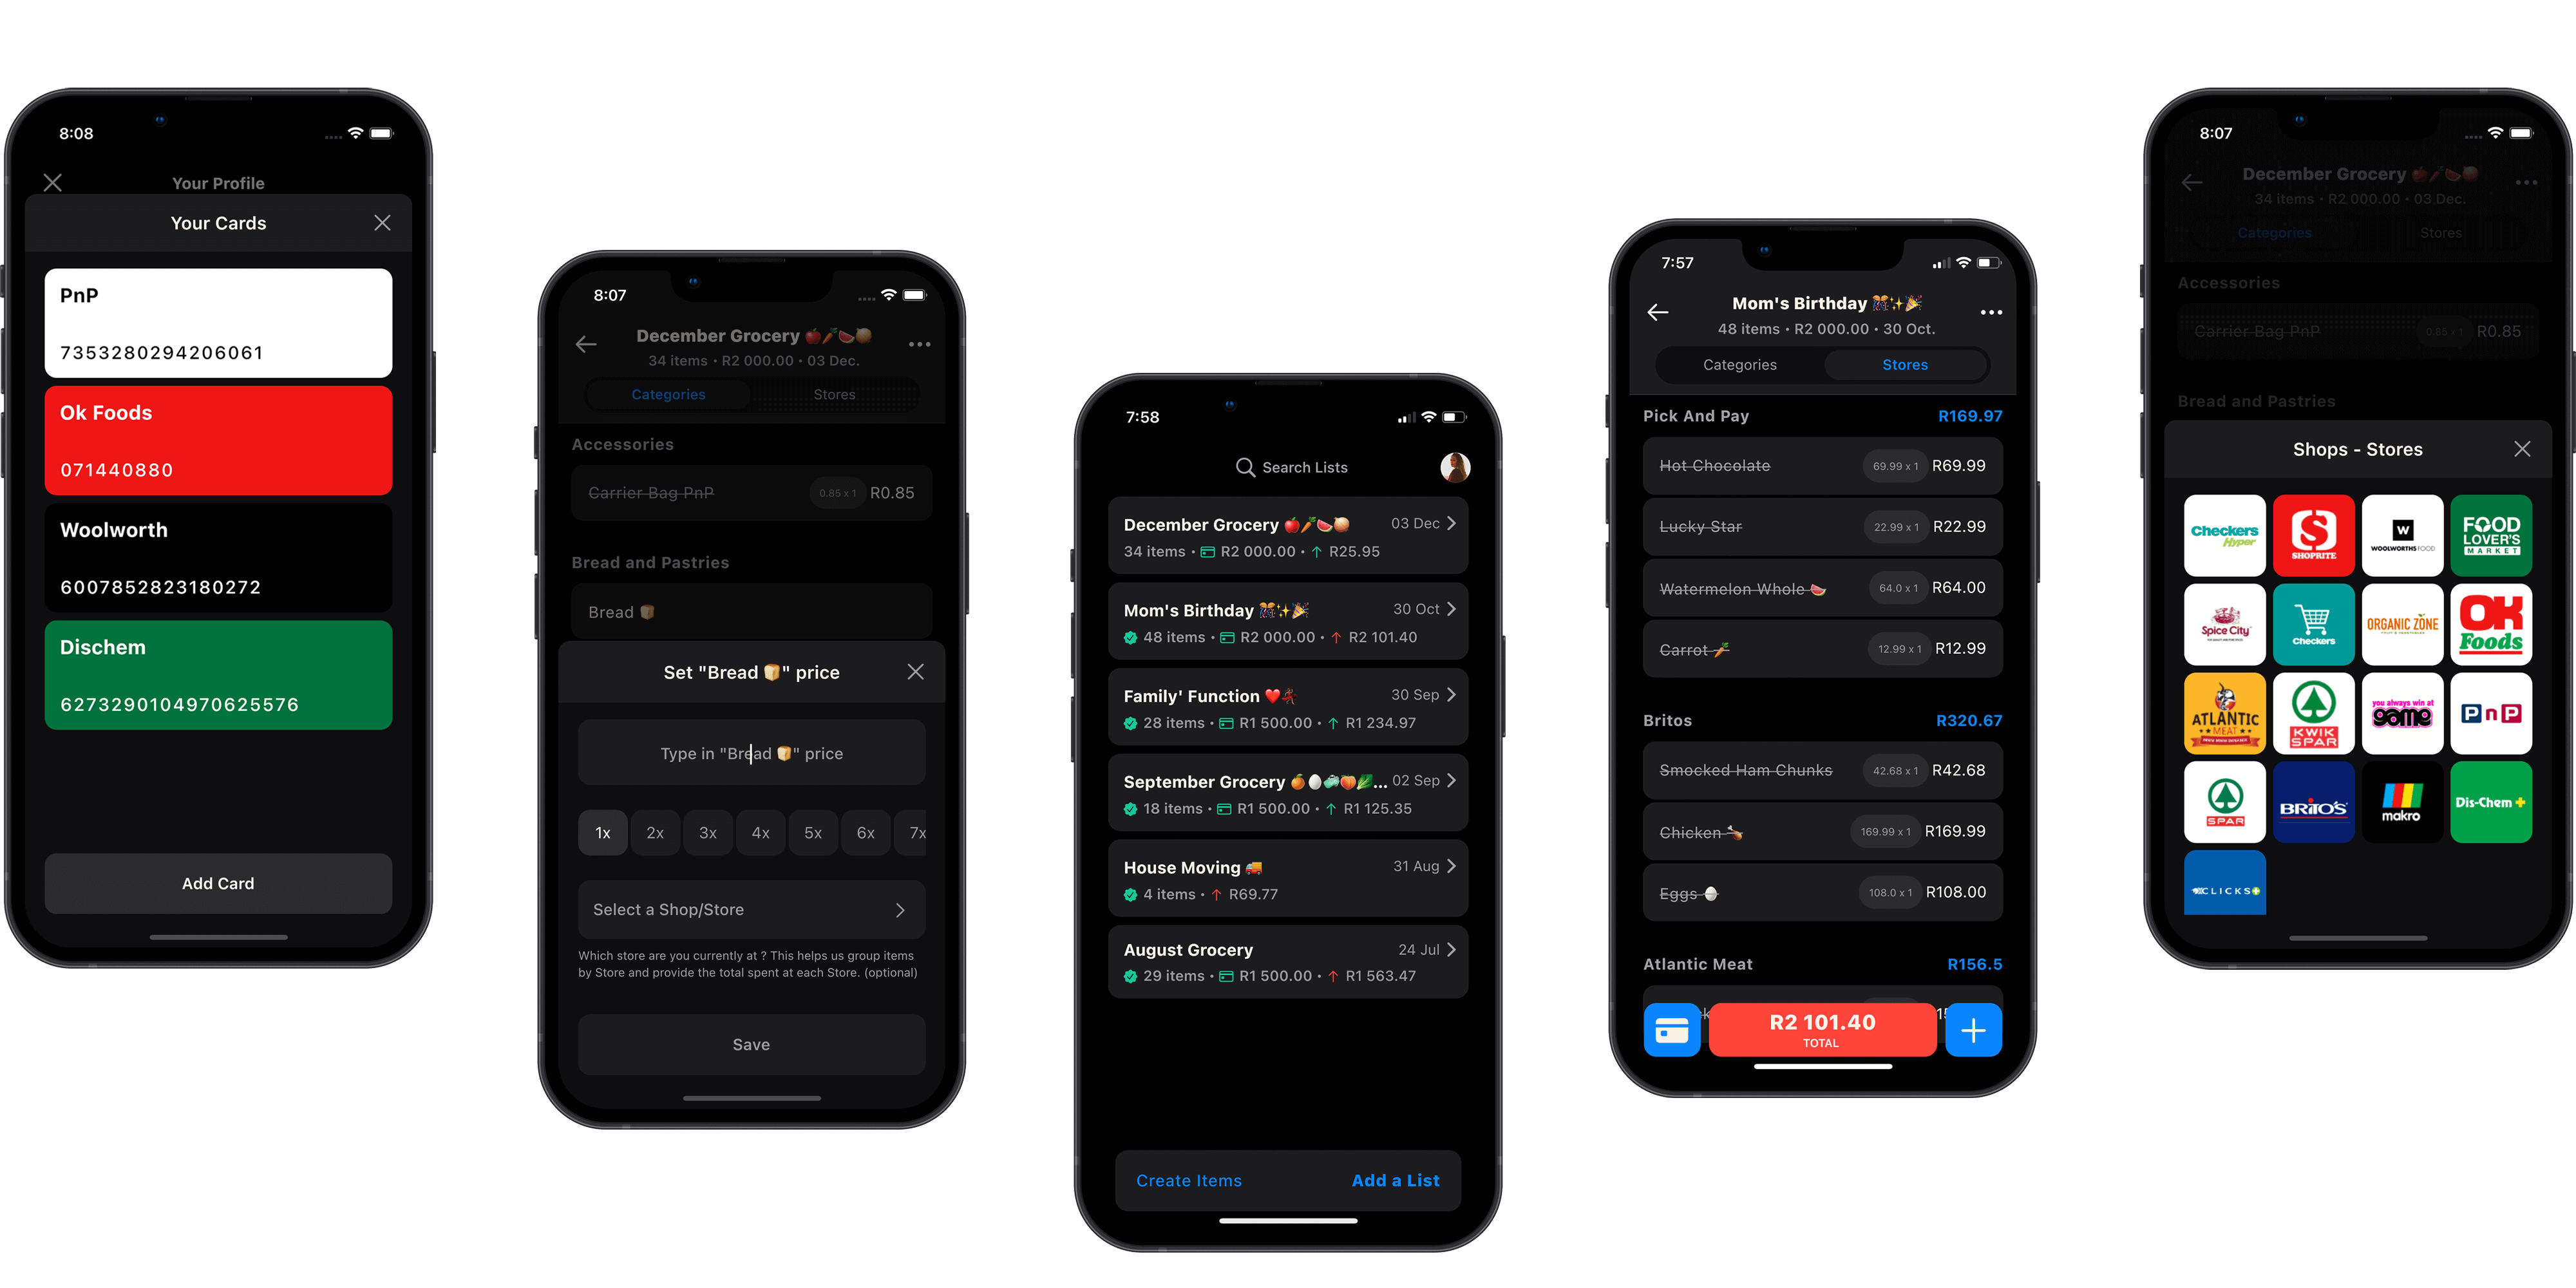 8:08
Your Profile
Your Cards
PnP
7353280294206061
Ok Foods
071440880
Woolworth
6007852823180272
Dischem
6273290104970625576
Add Card
8:07
December Grocery 🍎🥕🍉🧅
34 items • R2 000.00 • 03 Dec.
Categories Stores
Accessories
Carrier Bag PnP 0.85 x 1 R0.85
Bread and Pastries
Bread 🍞
Set "Bread 🍞" price
Type in "Bread 🍞" price
1x 2x 3x 4x 5x 6x 7x
Select a Shop/Store
Which store are you currently at ? This helps us group items
by Store and provide the total spent at each Store. (optional)
Save
7:58
Search Lists
December Grocery 🍎🥕🍉🧅 03 Dec
34 items • R2 000.00 • ↑ R25.95
Mom's Birthday 🎊✨🎉 30 Oct
48 items • R2 000.00 • ↑ R2 101.40
Family' Function ❤️💃 30 Sep
28 items • R1 500.00 • ↑ R1 234.97
September Grocery 🍊🥚🍑🥬... 02 Sep
18 items • R1 500.00 • ↑ R1 125.35
House Moving 🚚 31 Aug
4 items • ↑ R69.77
August Grocery 24 Jul
29 items • R1 500.00 • ↑ R1 563.47
Create Items Add a List
7:57
Mom's Birthday 🎊✨🎉
48 items • R2 000.00 • 30 Oct.
Categories Stores
Pick And Pay R169.97
Hot Chocolate 69.99 x 1 R69.99
Lucky Star 22.99 x 1 R22.99
Watermelon Whole 🍉 64.0 x 1 R64.00
Carrot 🥕 12.99 x 1 R12.99
Britos R320.67
Smocked Ham Chunks 42.68 x 1 R42.68
Chicken 🍗 169.99 x 1 R169.99
Eggs 🥚 108.0 x 1 R108.00
Atlantic Meat R156.5
R2 101.40
TOTAL
8:07
December Grocery 🍎🥕🍉🧅
34 items • R2 000.00 • 03 Dec.
Categories Stores
Accessories
Carrier Bag PnP 0.85 x 1 R0.85
Bread and Pastries
Shops - Stores
Checkers Hyper
SHOPRITE
W WOOLWORTHS FOOD
FOOD LOVER'S MARKET
Spice City
Checkers
ORGANIC ZONE
OK Foods
ATLANTIC MEAT
KWIK SPAR
you always win at game
PnP
SPAR
BRITO'S
makro
Dis-Chem
CLICKS